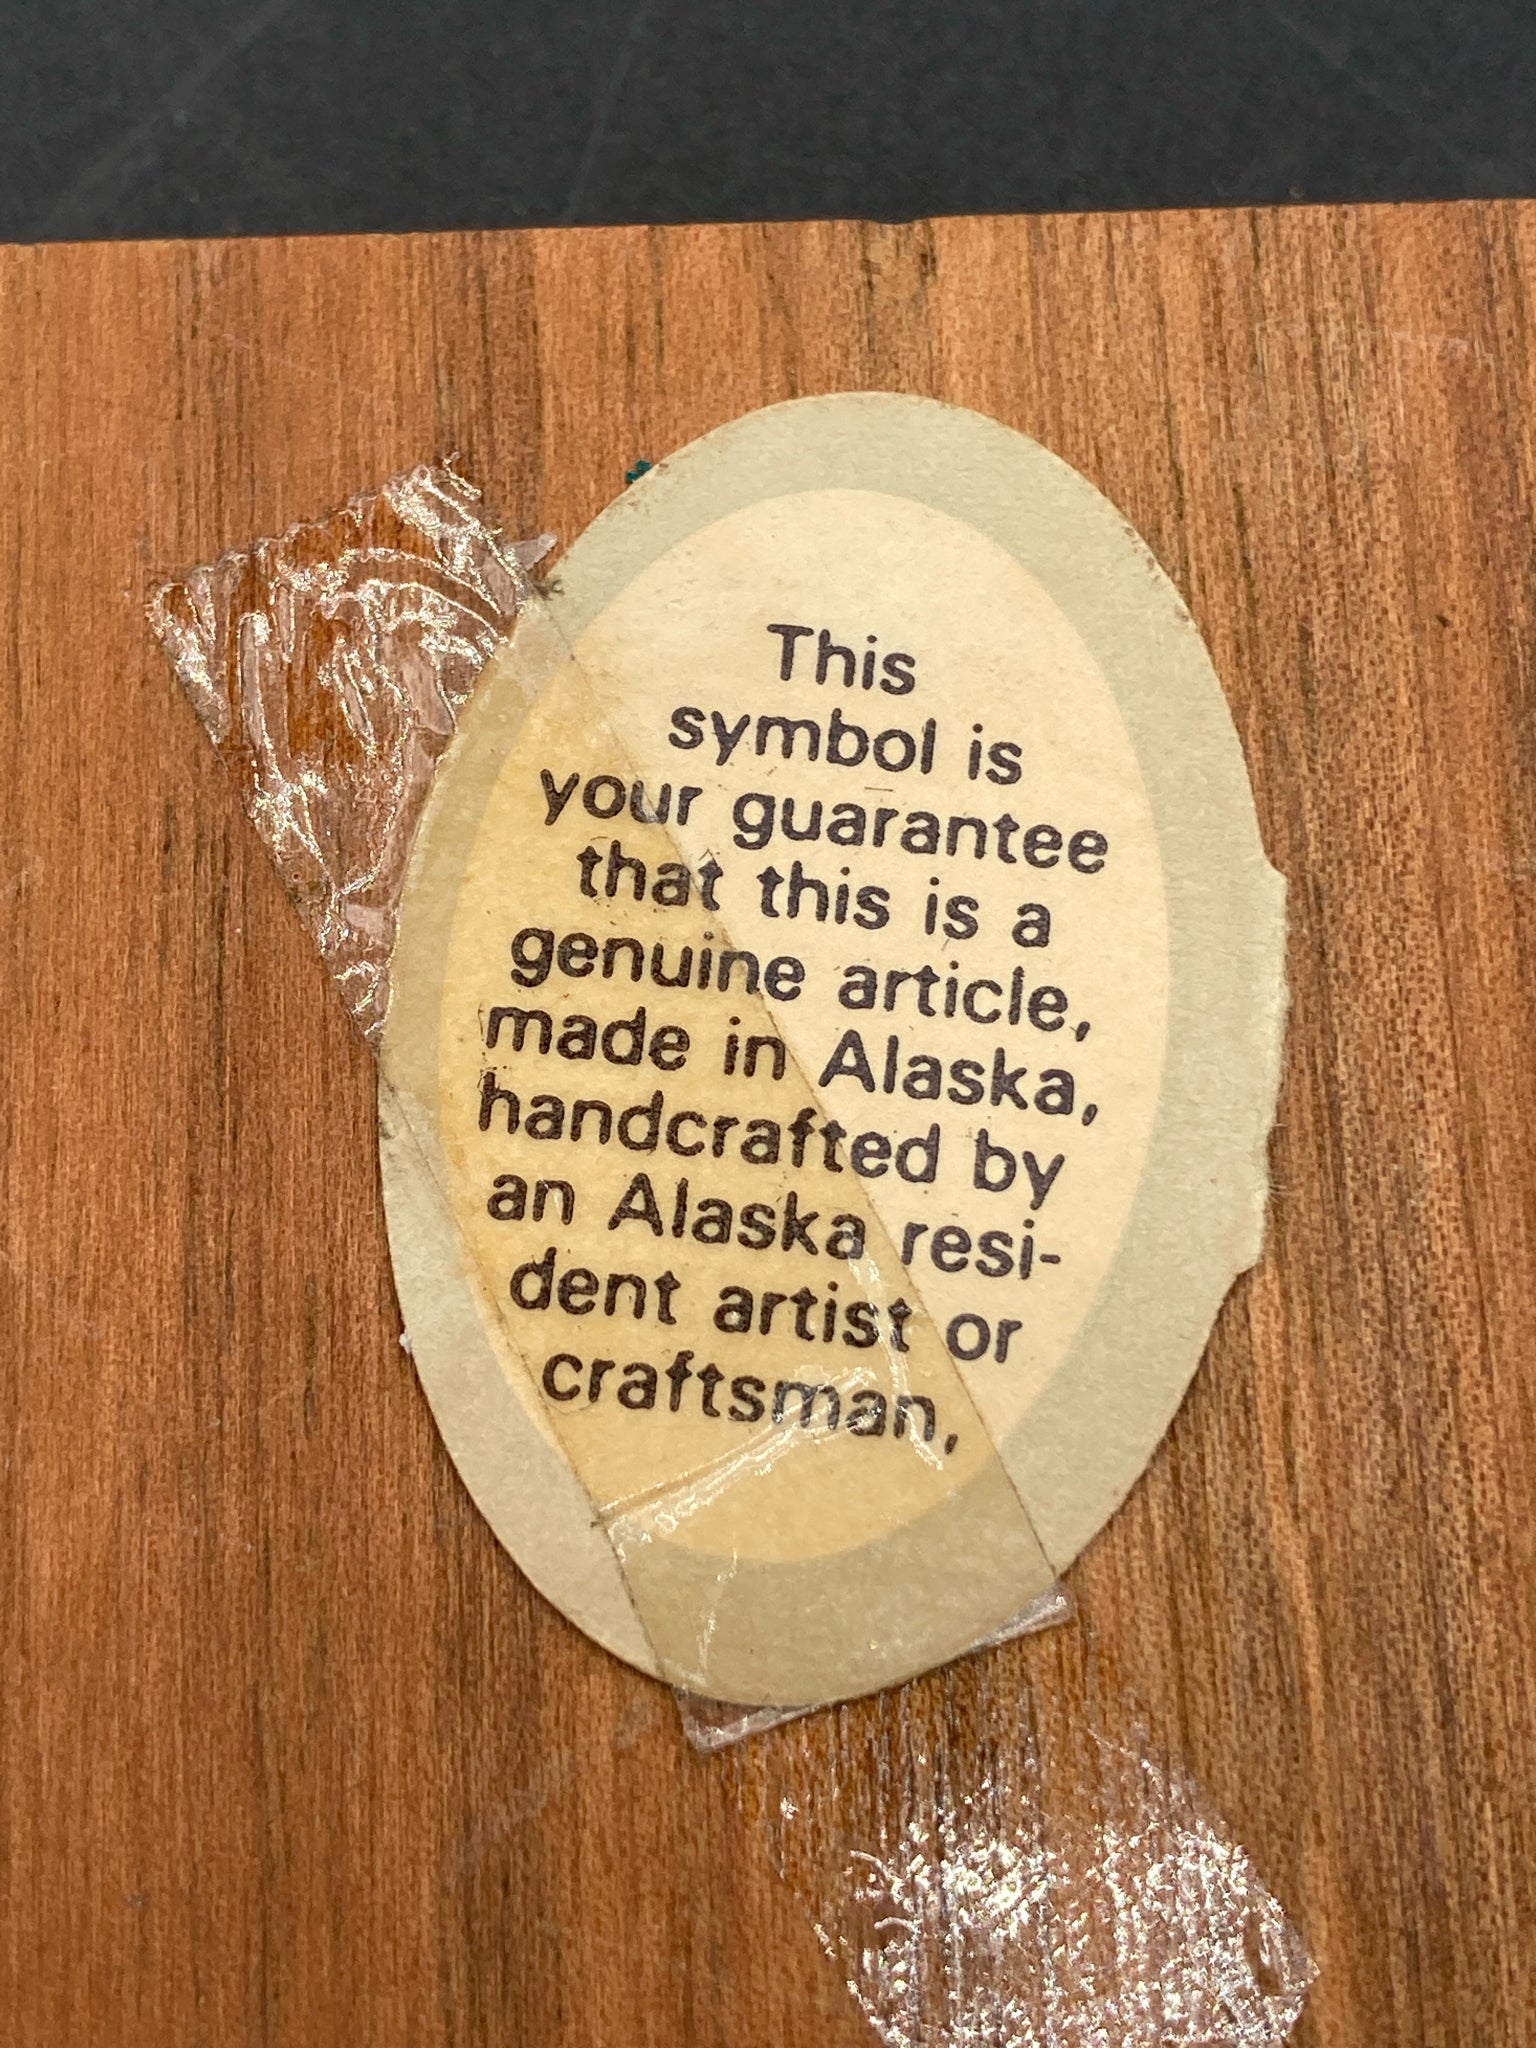 This
symbol is
your guarantee
that this is a
genuine article,
made in Alaska,
handcrafted by
an Alaska resi-
dent artist or
craftsman,